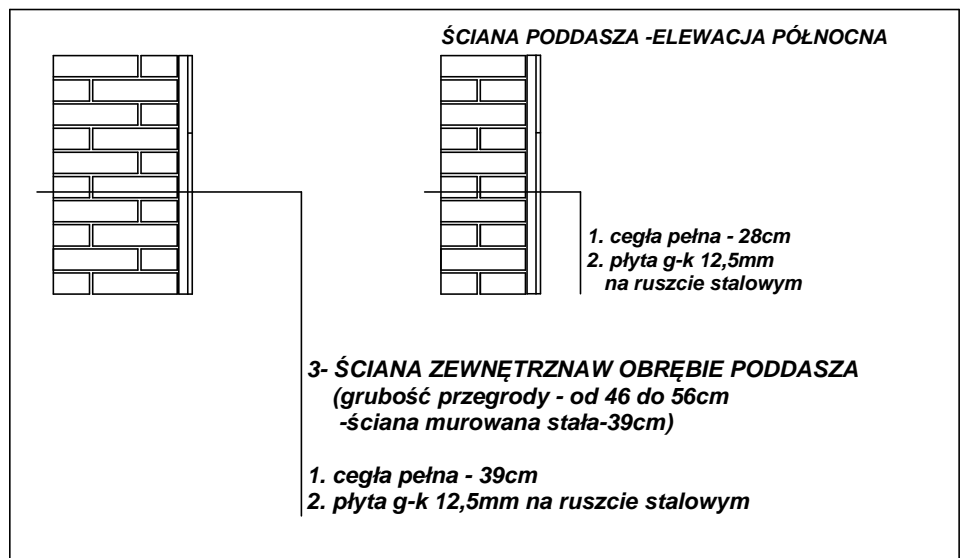 ŚCIANA PODDASZA -ELEWACJA PÓŁNOCNA
1. cegła pełna - 28cm
2. płyta g-k 12,5mm
na ruszcie stalowym
3- ŚCIANA ZEWNĘTRZNAW OBRĘBIE PODDASZA
(grubość przegrody - od 46 do 56cm
-ściana murowana stała-39cm)
1. cegła pełna - 39cm
2. płyta g-k 12,5mm na ruszcie stalowym